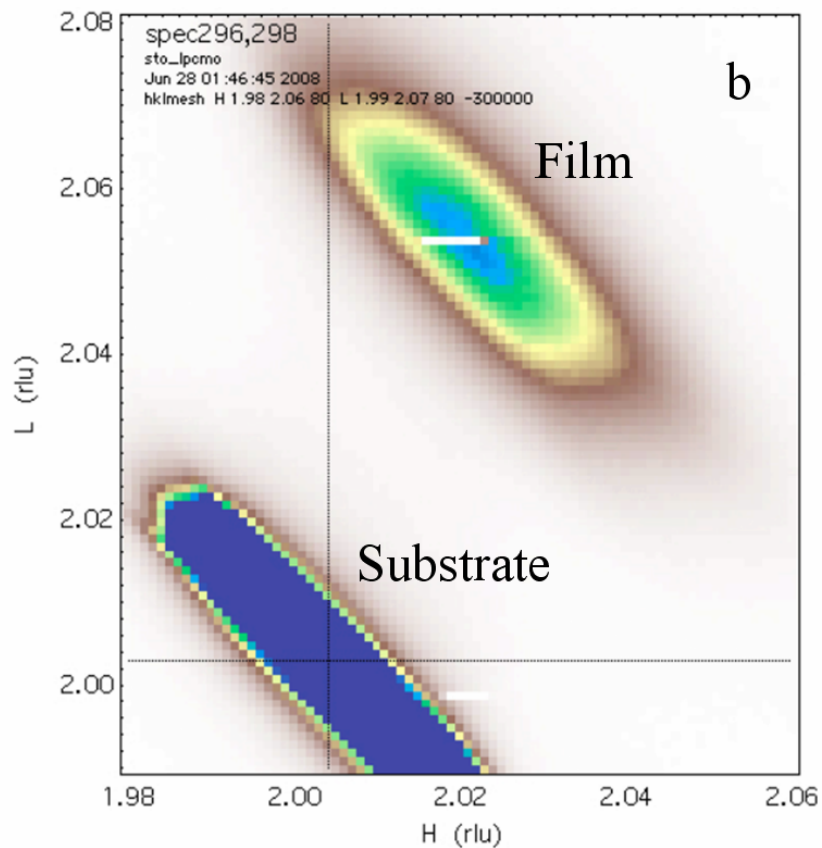 2.08
spec296,298
sto_lpcmo
Jun 28 01:46:45 2008
hklmesh H 1.98 2.06 80 L 1.99 2.07 80 -300000
b
Film
2.06
2.04
L (rlu)
2.02
Substrate
2.00
1.98 2.00 2.02 2.04 2.06
H (rlu)